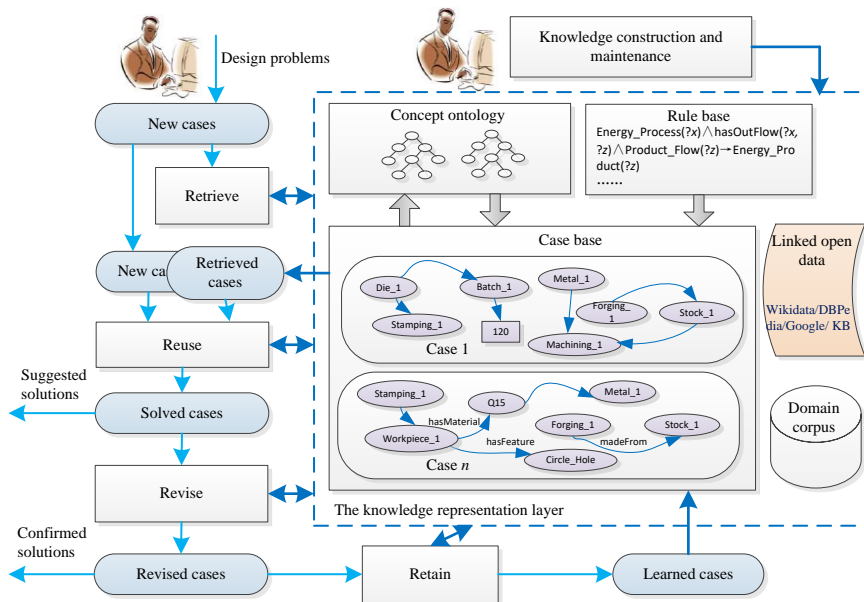 Design problems
Knowledge construction and
maintenance
New cases
Retrieve
Concept ontology
Rule base
Energy_Process(?x)∧hasOutFlow(?x,
?z)∧Product_Flow(?z)→Energy_Pro
duct(?z)
......
New cas
Retrieved
cases
Case base
Die_1
Batch_1
Metal_1
Stamping_1
120
Forging_
1
Stock_1
Machining_1
Case 1
Linked open
data
Wikidata/DBPe
dia/Google/ KB
Reuse
Suggested
solutions
Solved cases
Stamping_1
Q15
Metal_1
hasMaterial
Workpiece_1
hasFeature
Forging_1
madeFrom
Stock_1
Circle_Hole
Case n
Domain
corpus
Revise
The knowledge representation layer
Confirmed
solutions
Revised cases
Retain
Learned cases